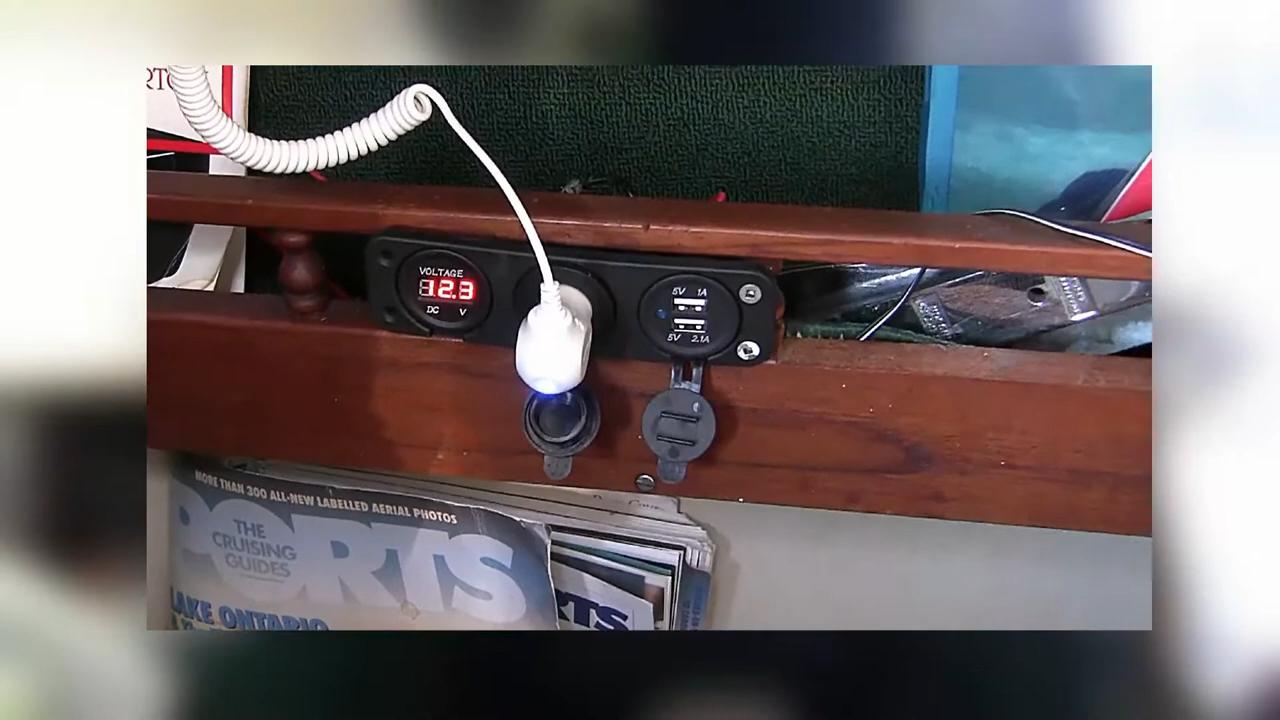 VOLTAGE
12.3
DC V
5V 1A
5V 2.1A
MORE THAN 300 ALL-NEW LABELLED AERIAL PHOTOS
PORTS
THE
CRUISING
GUIDES
LAKE ONTARIO